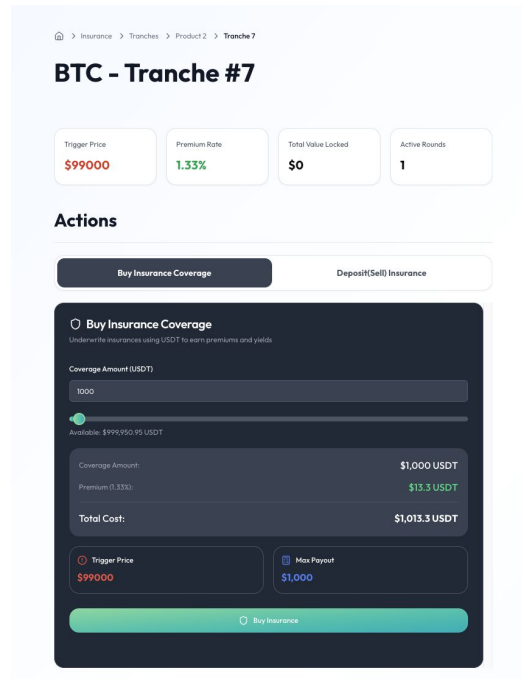 Insurance > Tranches > Product 2 > Tranche 7
BTC - Tranche #7
Trigger Price
$99000
Premium Rate
1.33%
Total Value Locked
$0
Active Rounds
1
Actions
Buy Insurance Coverage
Deposit(Sell) Insurance
Buy Insurance Coverage
Underwrite insurances using USDT to earn premiums and yields
Coverage Amount (USDT)
1000
Available: $999,950.95 USDT
Coverage Amount: $1,000 USDT
Premium (1.33%): $13.3 USDT
Total Cost: $1,013.3 USDT
Trigger Price
$99000
Max Payout
$1,000
Buy Insurance